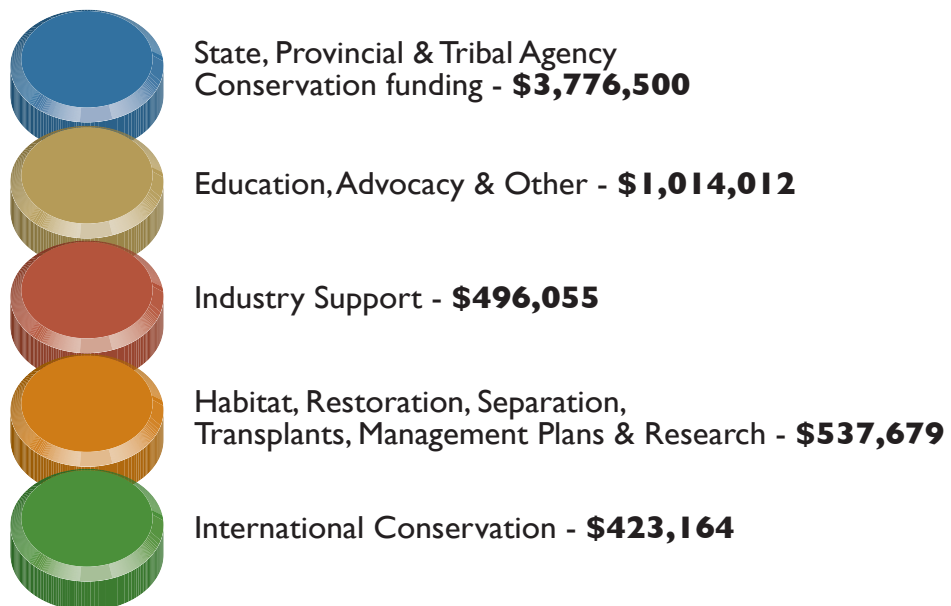 State, Provincial & Tribal Agency
Conservation funding - $3,776,500
Education, Advocacy & Other - $1,014,012
Industry Support - $496,055
Habitat, Restoration, Separation,
Transplants, Management Plans & Research - $537,679
International Conservation - $423,164